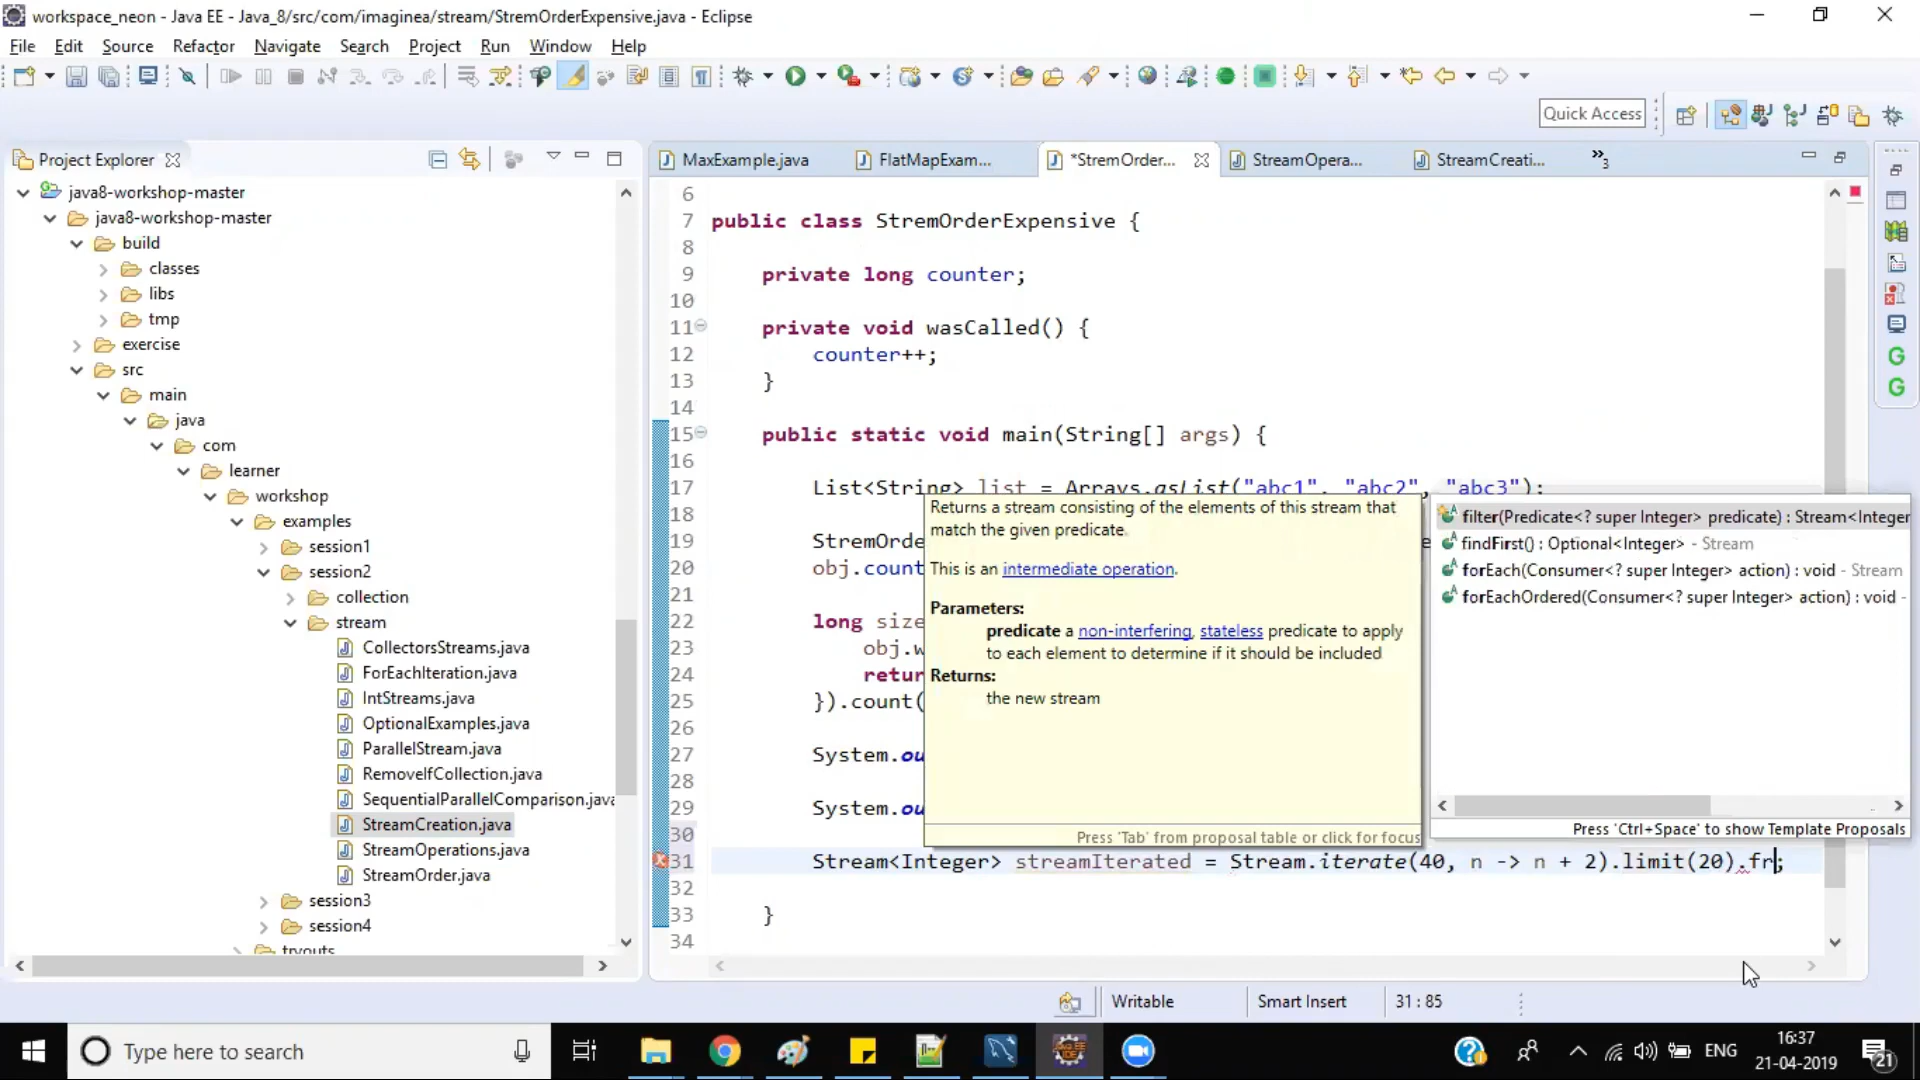 workspace_neon - Java EE - Java_8/src/com/imaginea/stream/StremOrderExpensive.java - Eclipse
File Edit Source Refactor Navigate Search Project Run Window Help
Quick Access
Project Explorer
java8-workshop-master
java8-workshop-master
build
classes
libs
tmp
exercise
src
main
java
com
learner
workshop
examples
session1
session2
collection
stream
CollectorsStreams.java
ForEachIteration.java
IntStreams.java
OptionalExamples.java
ParallelStream.java
RemoveIfCollection.java
SequentialParallelComparison.java
StreamCreation.java
StreamOperations.java
StreamOrder.java
session3
session4
tryouts
MaxExample.java FlatMapExam... *StremOrder... StreamOpera... StreamCreati... »3
6
7 public class StremOrderExpensive {
8
9 private long counter;
10
11 private void wasCalled() {
12 counter++;
13 }
14
15 public static void main(String[] args) {
16
17 List<String> list = Arrays.asList("abc1", "abc2", "abc3");
18
19 StremOrde
20 obj.count
21
22 long size
23 obj.w
24 retur
25 }).count(
26
27 System.ou
28
29 System.ou
30
31 Stream<Integer> streamIterated = Stream.iterate(40, n -> n + 2).limit(20).fr;
32
33 }
34
Returns a stream consisting of the elements of this stream that
match the given predicate.
This is an intermediate operation.
Parameters:
predicate a non-interfering, stateless predicate to apply
to each element to determine if it should be included
Returns:
the new stream
Press 'Tab' from proposal table or click for focus
filter(Predicate<? super Integer> predicate) : Stream<Integer
findFirst() : Optional<Integer> - Stream
forEach(Consumer<? super Integer> action) : void - Stream
forEachOrdered(Consumer<? super Integer> action) : void -
Press 'Ctrl+Space' to show Template Proposals
Writable Smart Insert 31 : 85
Type here to search
ENG
16:37
21-04-2019
21